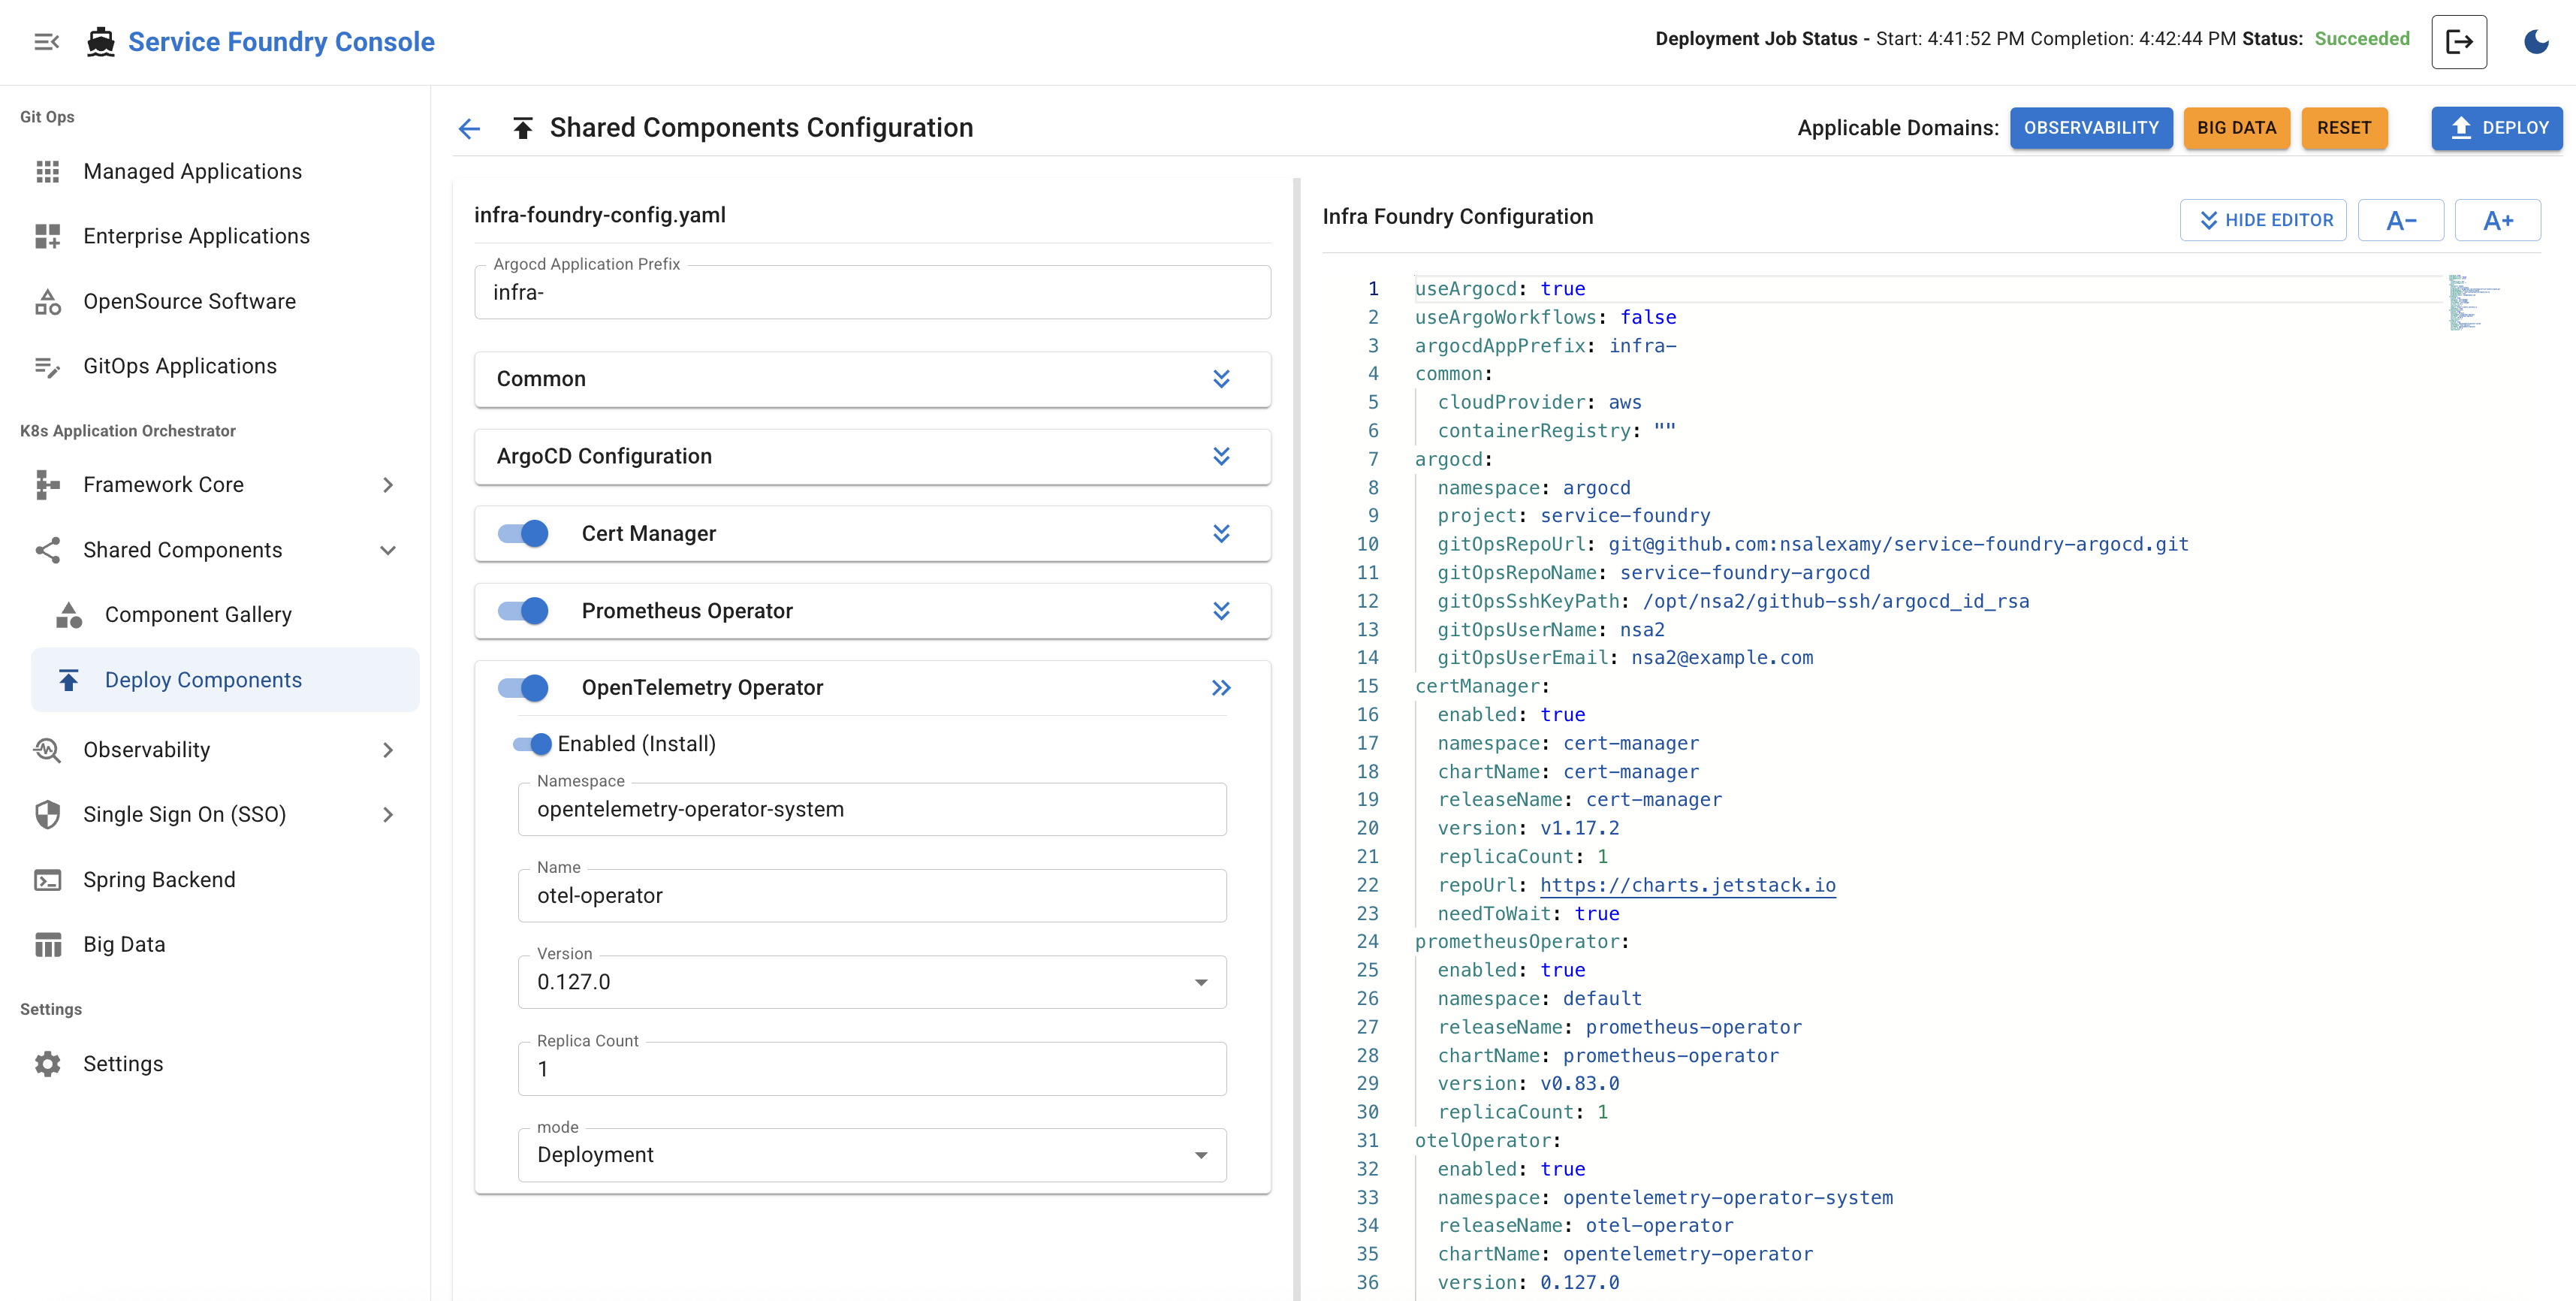 Service Foundry Console
Deployment Job Status - Start: 4:41:52 PM Completion: 4:42:44 PM Status: Succeeded
Git Ops
Managed Applications
Enterprise Applications
OpenSource Software
GitOps Applications
K8s Application Orchestrator
Framework Core
Shared Components
Component Gallery
Deploy Components
Observability
Single Sign On (SSO)
Spring Backend
Big Data
Settings
Settings
Shared Components Configuration
Applicable Domains: OBSERVABILITY BIG DATA RESET DEPLOY
infra-foundry-config.yaml
Argocd Application Prefix
infra-
Common
ArgoCD Configuration
Cert Manager
Prometheus Operator
OpenTelemetry Operator
Enabled (Install)
Namespace
opentelemetry-operator-system
Name
otel-operator
Version
0.127.0
Replica Count
1
mode
Deployment
Infra Foundry Configuration
HIDE EDITOR A- A+
1 useArgocd: true
2 useArgoWorkflows: false
3 argocdAppPrefix: infra-
4 common:
5 cloudProvider: aws
6 containerRegistry: ""
7 argocd:
8 namespace: argocd
9 project: service-foundry
10 gitOpsRepoUrl: git@github.com:nsalexamy/service-foundry-argocd.git
11 gitOpsRepoName: service-foundry-argocd
12 gitOpsSshKeyPath: /opt/nsa2/github-ssh/argocd_id_rsa
13 gitOpsUserName: nsa2
14 gitOpsUserEmail: nsa2@example.com
15 certManager:
16 enabled: true
17 namespace: cert-manager
18 chartName: cert-manager
19 releaseName: cert-manager
20 version: v1.17.2
21 replicaCount: 1
22 repoUrl: https://charts.jetstack.io
23 needToWait: true
24 prometheusOperator:
25 enabled: true
26 namespace: default
27 releaseName: prometheus-operator
28 chartName: prometheus-operator
29 version: v0.83.0
30 replicaCount: 1
31 otelOperator:
32 enabled: true
33 namespace: opentelemetry-operator-system
34 releaseName: otel-operator
35 chartName: opentelemetry-operator
36 version: 0.127.0